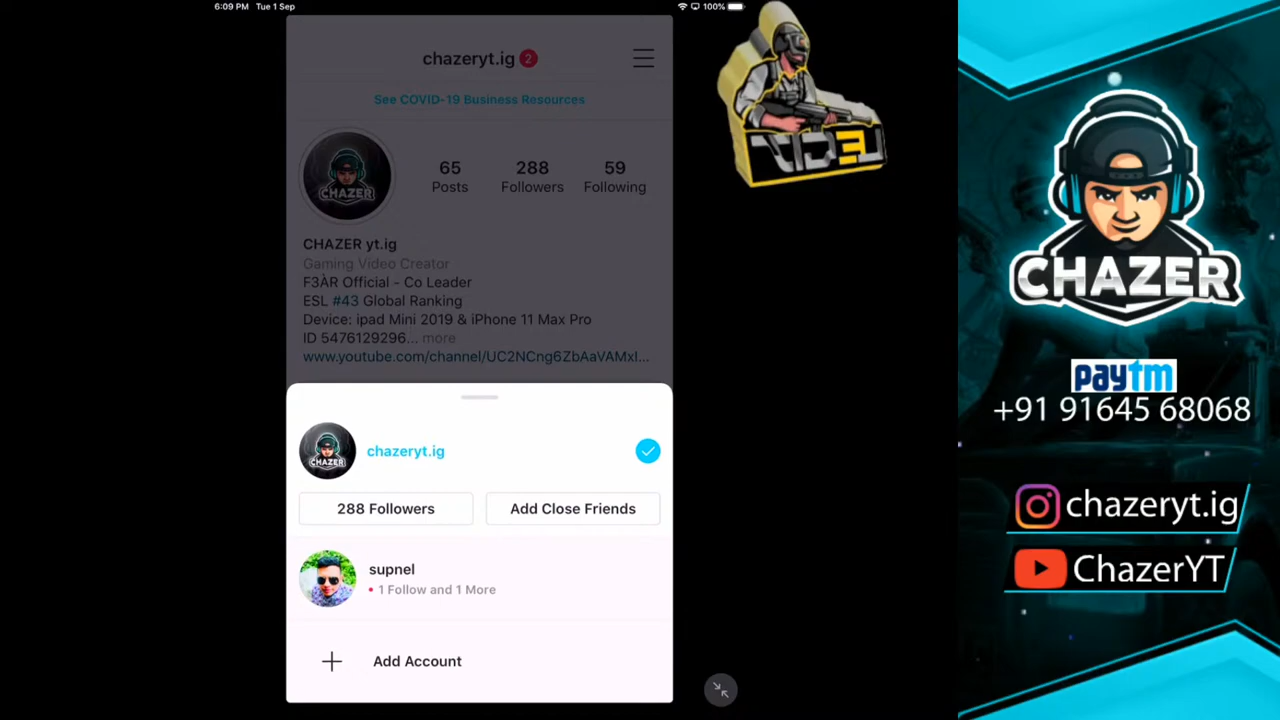 6:09 PM Tue 1 Sep
100%
chazeryt.ig 2
See COVID-19 Business Resources
CHAZER
65 288 59
Posts Followers Following
CHAZER yt.ig
Gaming Video Creator
F3ÀR Official - Co Leader
ESL #43 Global Ranking
Device: ipad Mini 2019 & iPhone 11 Max Pro
ID 5476129296... more
www.youtube.com/channel/UC2NCng6ZbAaVAMxl...
CHAZER
chazeryt.ig
288 Followers Add Close Friends
supnel
• 1 Follow and 1 More
Add Account
CHAZER
paytm
+91 91645 68068
chazeryt.ig
ChazerYT